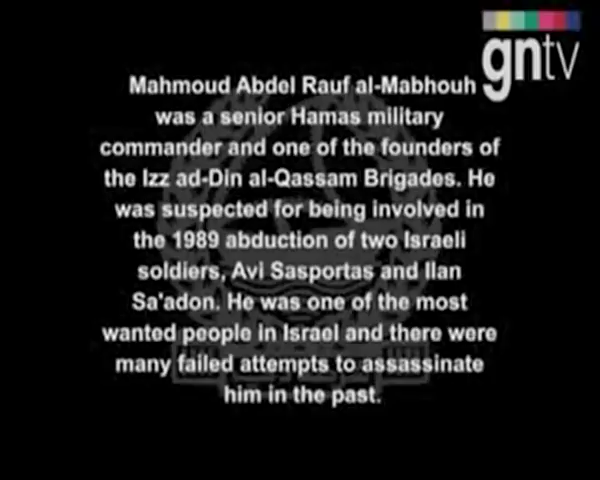 gntv
Mahmoud Abdel Rauf al-Mabhouh
was a senior Hamas military
commander and one of the founders of
the Izz ad-Din al-Qassam Brigades. He
was suspected for being involved in
the 1989 abduction of two Israeli
soldiers, Avi Sasportas and Ilan
Sa'adon. He was one of the most
wanted people in Israel and there were
many failed attempts to assassinate
him in the past.